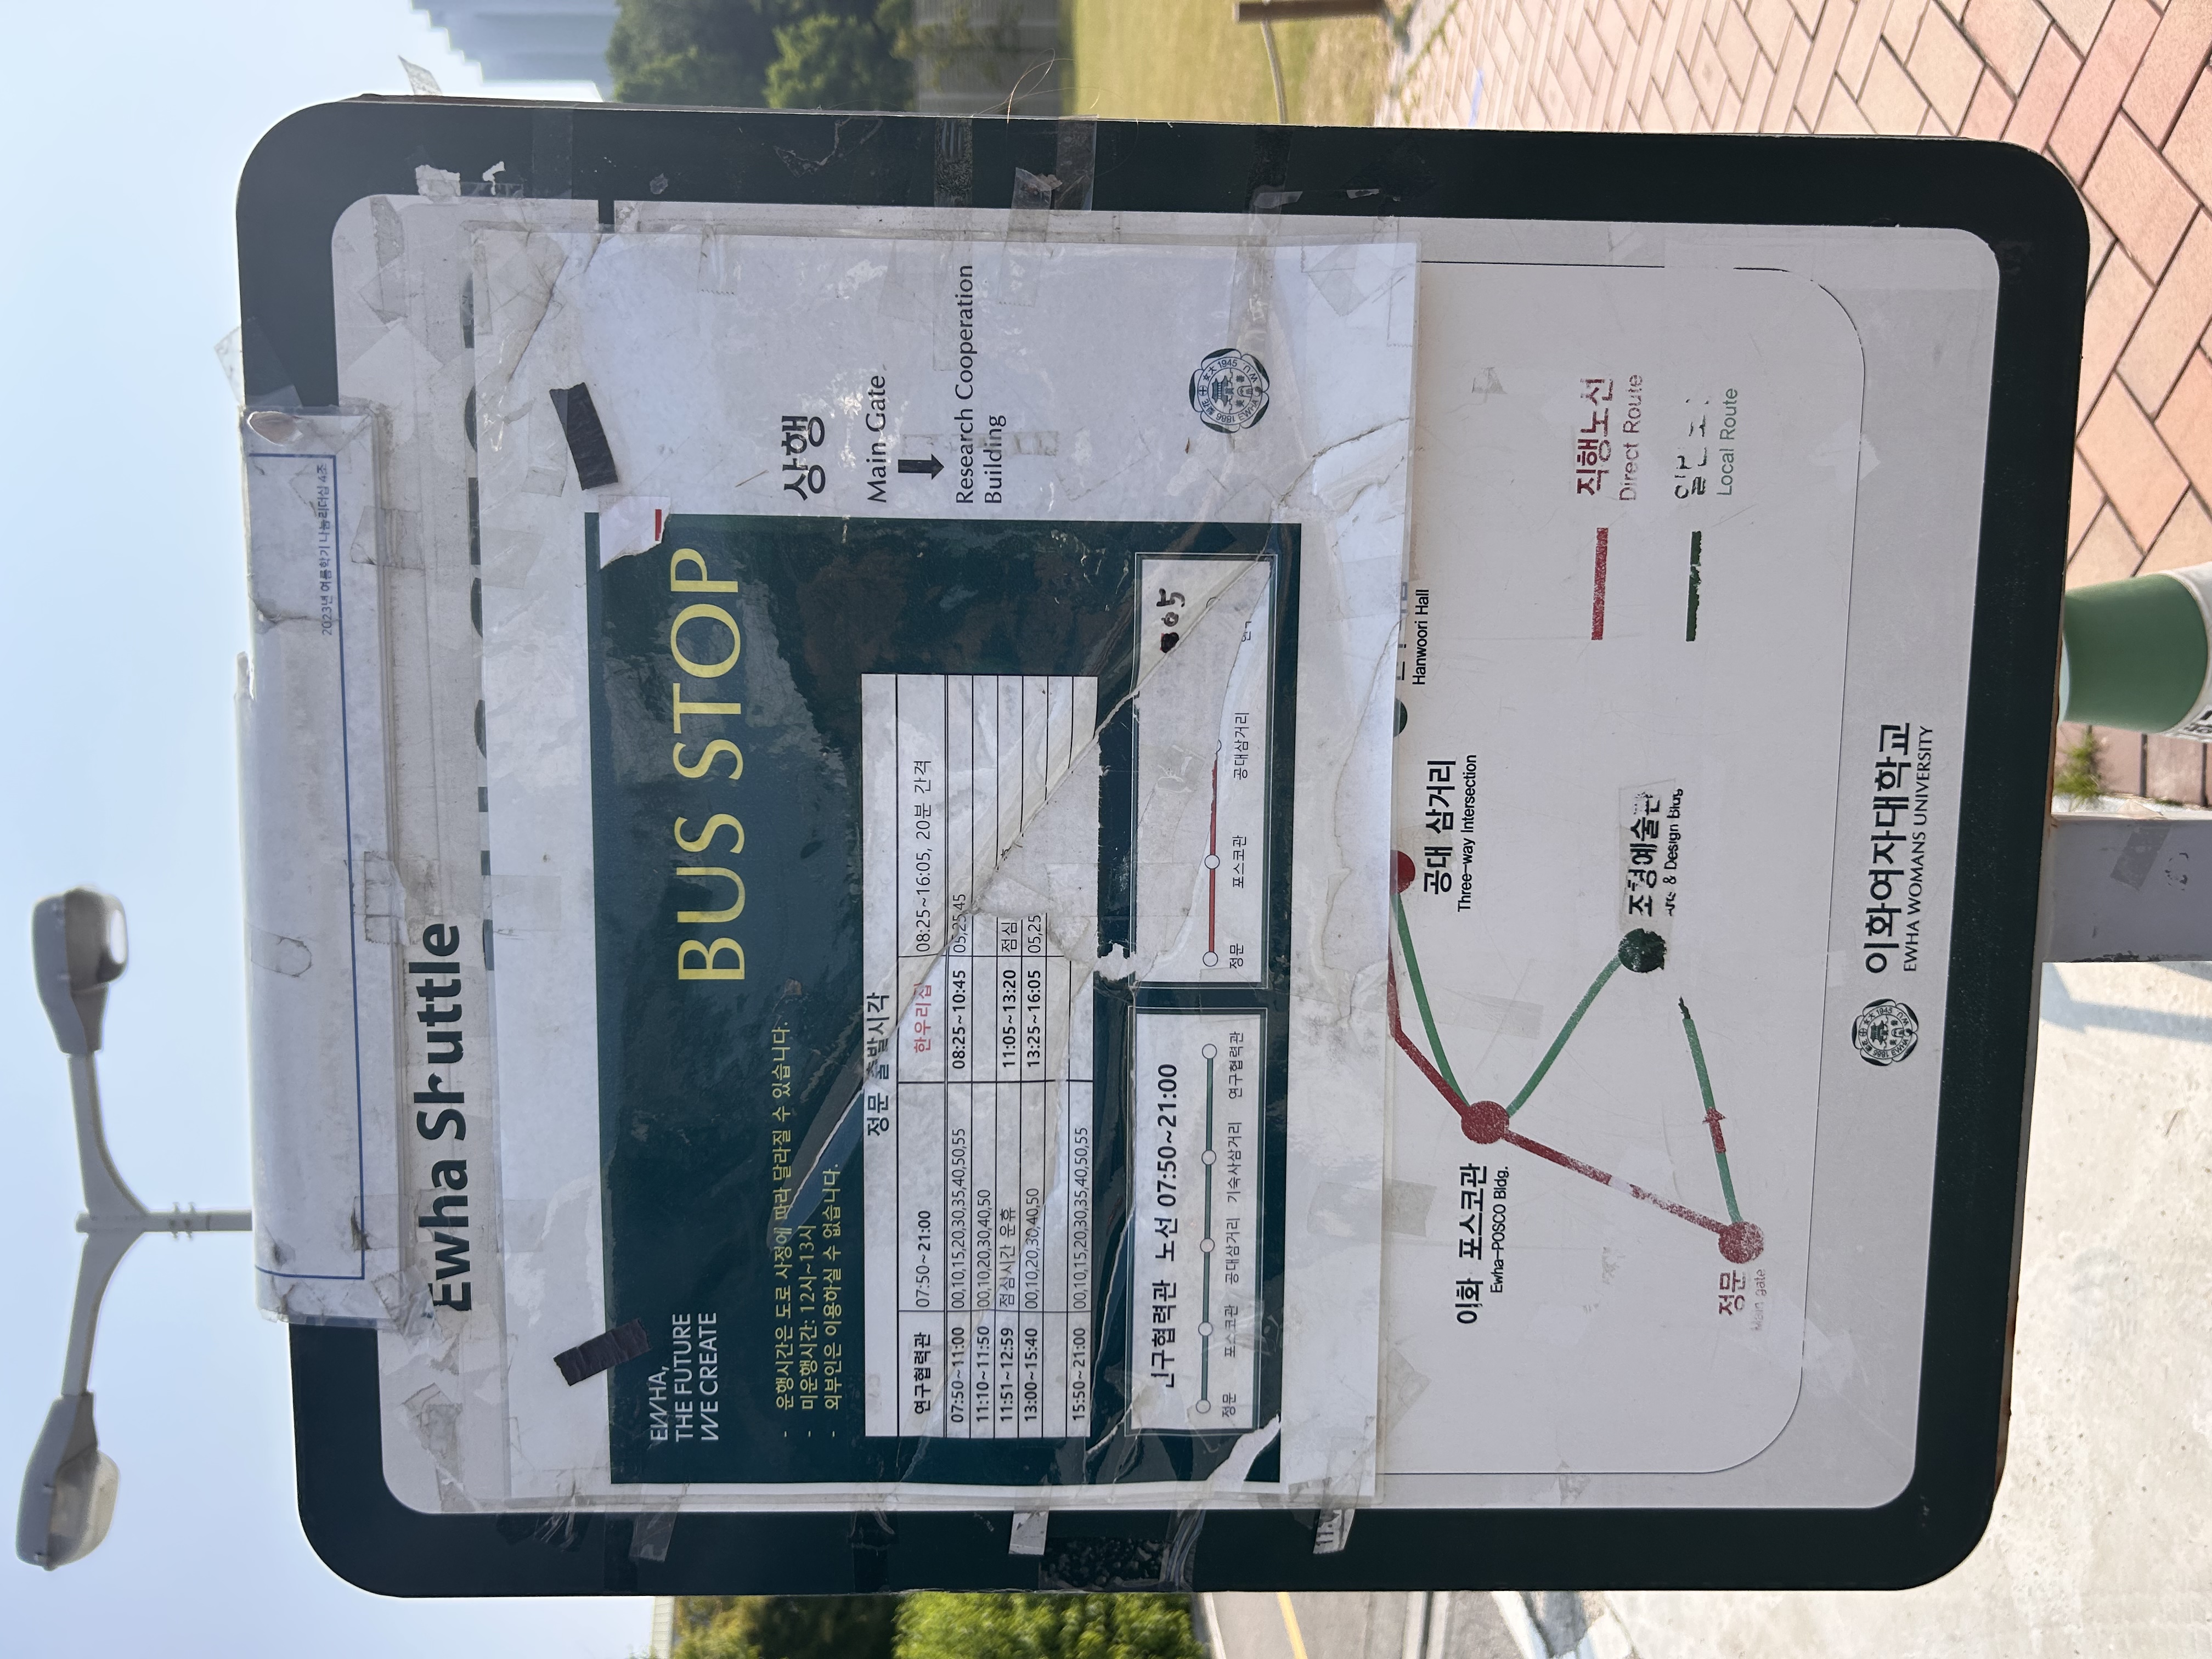 2023년 여름학기 나눔리더십 4조
Ewha Shuttle
BUS STOP
EWHA,
THE FUTURE
WE CREATE
BUS STOP
- 운행시간은 도로 사정에 따라 달라질 수 있습니다.
- 미운행시간: 12시~13시
- 외부인은 이용하실 수 없습니다.
정문 출발시각
연구협력관 07:50~21:00 한우리집 08:25~16:05, 20분 간격
07:50~11:00 00,10,15,20,30,35,40,50,55 08:25~10:45 05,25,45
11:10~11:50 00,10,20,30,40,50
11:51~12:59 점심시간 운휴 11:05~13:20 점심
13:00~15:40 00,10,20,30,40,50 13:25~16:05 05,25
15:50~21:00 00,10,15,20,30,35,40,50,55
연구협력관 노선 07:50~21:00
정문 포스코관 공대삼거리 기숙사삼거리 연구협력관
05
정문 포스코관 공대삼거리
상행
Main Gate
Research Cooperation
Building
Hanwoori Hall
공대 삼거리
Three-way Intersection
이화 포스코관
Ewha-POSCO Bldg.
조형예술관
Arts & Design Bldg.
정문
Main gate
직행노선
Direct Route
Local Route
이화여자대학교
EWHA WOMANS UNIVERSITY